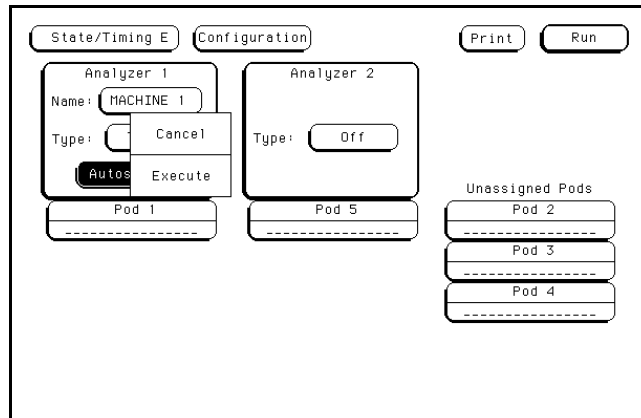 State/Timing E Configuration Print Run
Analyzer 1 Analyzer 2
Name: MACHINE 1
Cancel
Type: Type: Off
Autos
Execute
Unassigned Pods
Pod 1 Pod 5 Pod 2
Pod 3
Pod 4